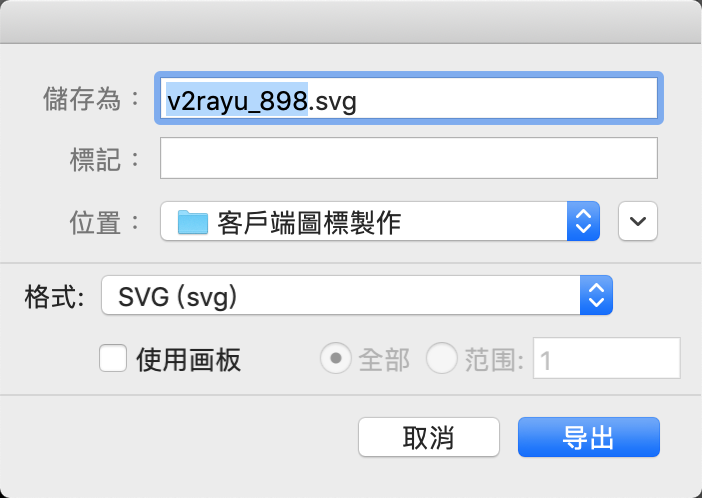 儲存為：
v2rayu_898.svg
標記：
位置：
客戶端圖標製作
格式:
SVG (svg)
使用画板
全部
范围:
1
取消
导出